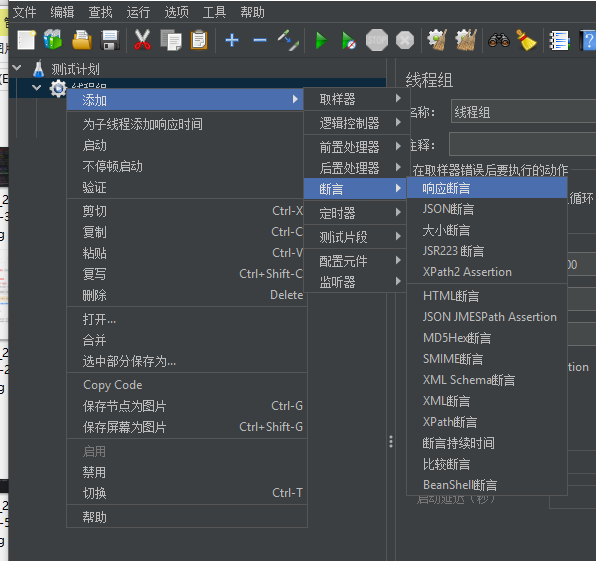 文件 编辑 查找 运行 选项 工具 帮助
测试计划
线程组
添加
为子线程添加响应时间
启动
不停顿启动
验证
剪切 Ctrl-X
复制 Ctrl-C
粘贴 Ctrl-V
复写 Ctrl+Shift-C
删除 Delete
打开...
合并
选中部分保存为...
Copy Code
保存节点为图片 Ctrl-G
保存屏幕为图片 Ctrl+Shift-G
启用
禁用
切换 Ctrl-T
帮助
取样器
逻辑控制器
前置处理器
后置处理器
断言
定时器
测试片段
配置元件
监听器
响应断言
JSON断言
大小断言
JSR223 断言
XPath2 Assertion
HTML断言
JSON JMESPath Assertion
MD5Hex断言
SMIME断言
XML Schema断言
XML断言
XPath断言
断言持续时间
比较断言
BeanShell断言
线程组
名称: 线程组
注释:
在取样器错误后要执行的动作
循环
00
tion
启动延迟（秒）